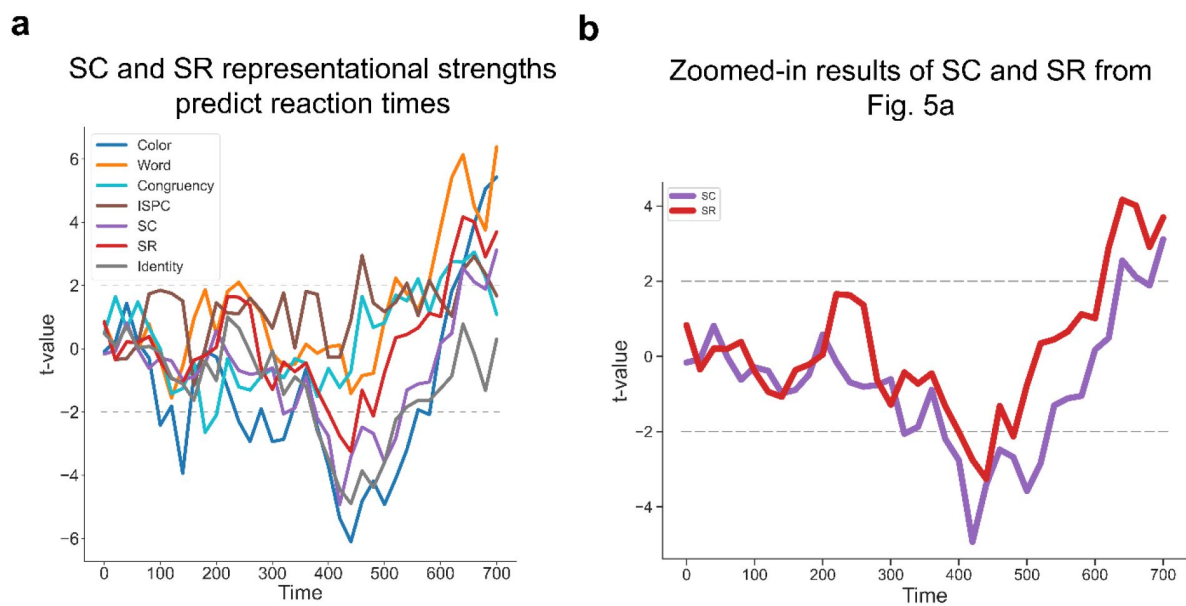 a
SC and SR representational strengths
predict reaction times
Color
Word
Congruency
ISPC
SC
SR
Identity
6
4
2
0
-2
-4
-6
t-value
0 100 200 300 400 500 600 700
Time
b
Zoomed-in results of SC and SR from
Fig. 5a
SC
SR
4
2
0
-2
-4
t-value
0 100 200 300 400 500 600 700
Time